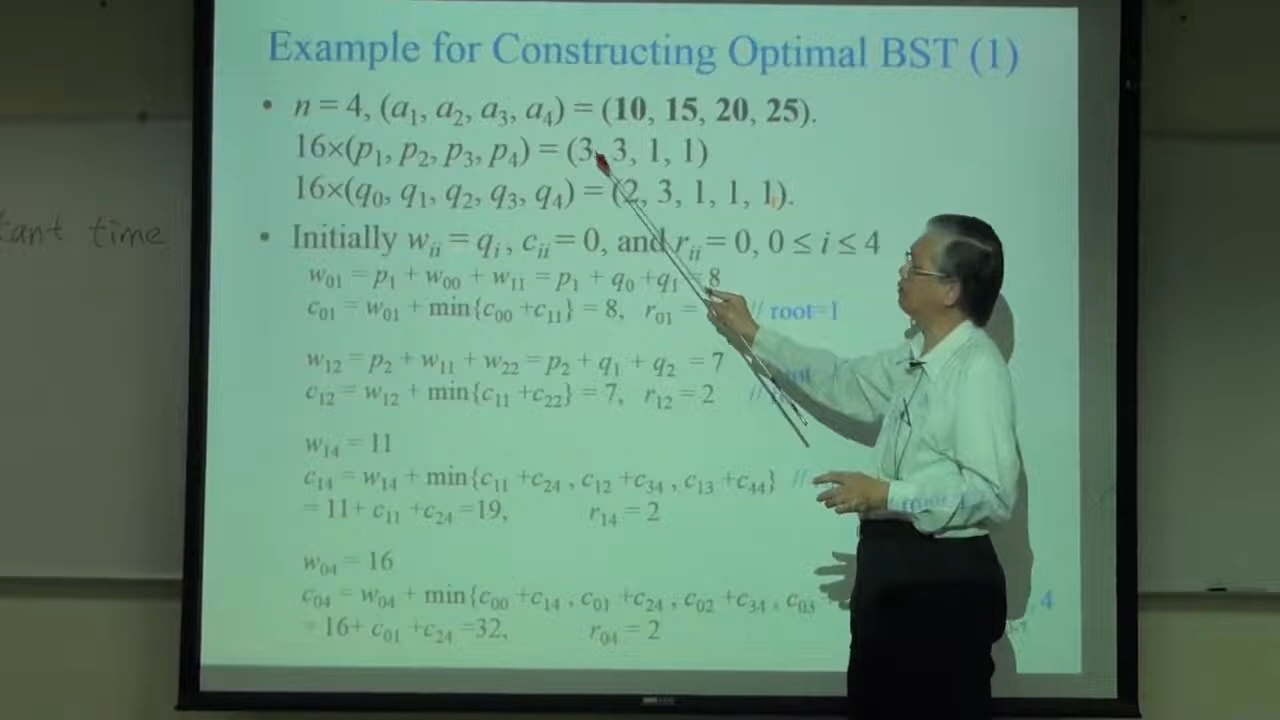 Example for Constructing Optimal BST (1)
• n = 4, (a₁, a₂, a₃, a₄) = (10, 15, 20, 25).
16×(p₁, p₂, p₃, p₄) = (3, 3, 1, 1)
16×(q₀, q₁, q₂, q₃, q₄) = (2, 3, 1, 1, 1).
tant time
• Initially wᵢᵢ = qᵢ, cᵢᵢ = 0, and rᵢᵢ = 0, 0 ≤ i ≤ 4
w₀₁ = p₁ + w₀₀ + w₁₁ = p₁ + q₀ +q₁ = 8
c₀₁ = w₀₁ + min{c₀₀ +c₁₁} = 8, r₀₁ = // root=1
w₁₂ = p₂ + w₁₁ + w₂₂ = p₂ + q₁ + q₂ = 7
c₁₂ = w₁₂ + min{c₁₁ +c₂₂} = 7, r₁₂ = 2 //
w₁₄ = 11
c₁₄ = w₁₄ + min{c₁₁ +c₂₄ , c₁₂ +c₃₄ , c₁₃ +c₄₄} //
= 11+ c₁₁ +c₂₄ =19, r₁₄ = 2
w₀₄ = 16
c₀₄ = w₀₄ + min{c₀₀ +c₁₄ , c₀₁ +c₂₄ , c₀₂ +c₃₄ , c₀₃ , 4
= 16+ c₀₁ +c₂₄ =32, r₀₄ = 2